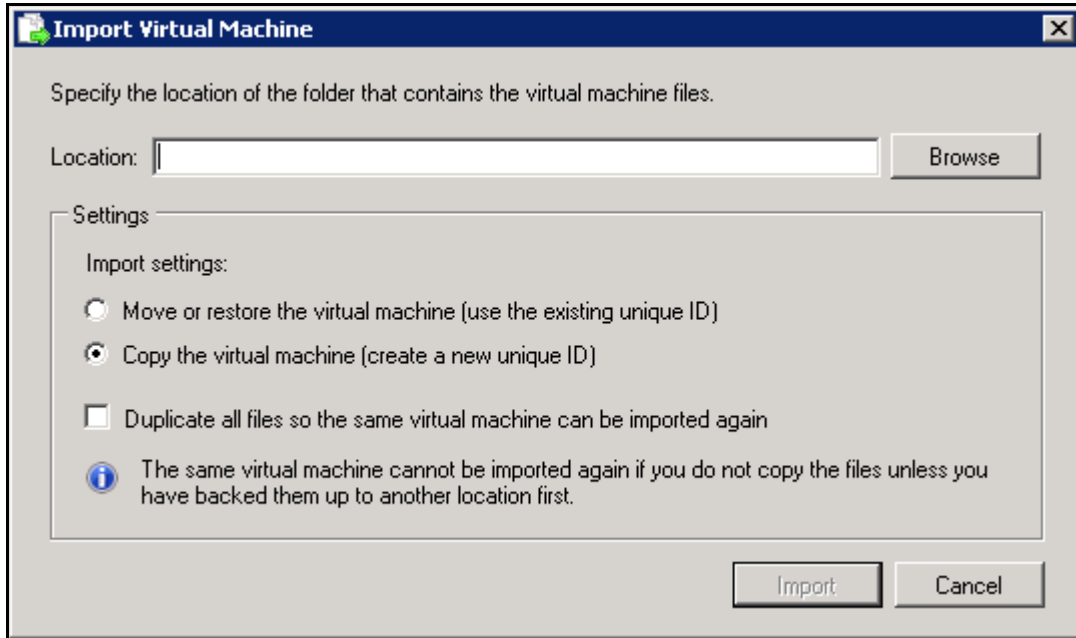 Import Virtual Machine
Specify the location of the folder that contains the virtual machine files.
Location:
Browse
Settings
Import settings:
Move or restore the virtual machine (use the existing unique ID)
Copy the virtual machine (create a new unique ID)
Duplicate all files so the same virtual machine can be imported again
The same virtual machine cannot be imported again if you do not copy the files unless you
have backed them up to another location first.
Import
Cancel